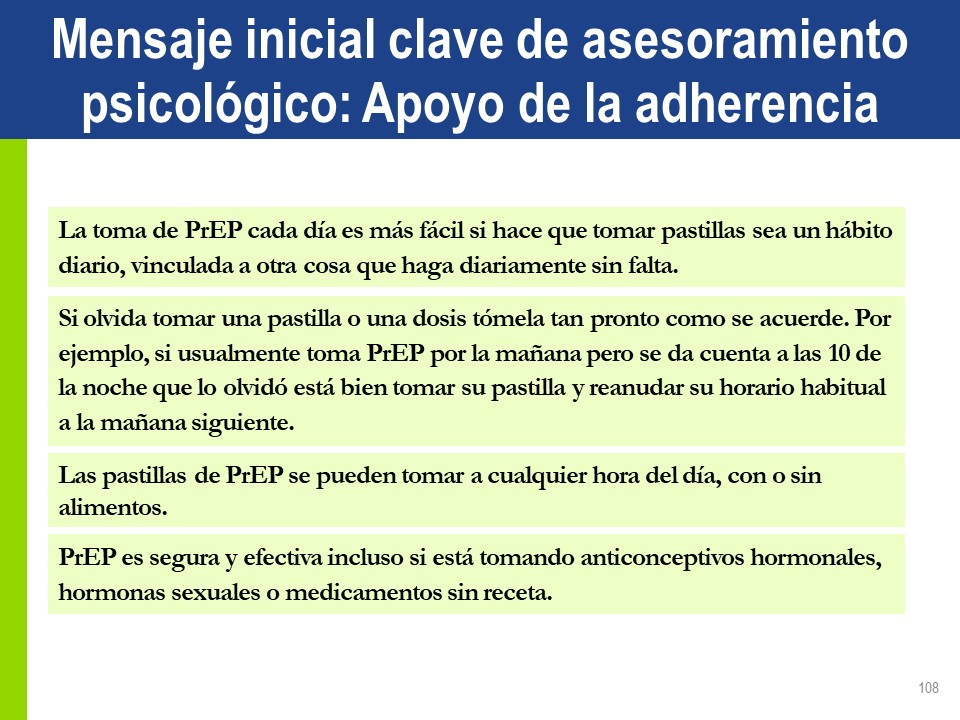 Mensaje inicial clave de asesoramiento
psicológico: Apoyo de la adherencia
La toma de PrEP cada día es más fácil si hace que tomar pastillas sea un hábito
diario, vinculada a otra cosa que haga diariamente sin falta.
Si olvida tomar una pastilla o una dosis tómela tan pronto como se acuerde. Por
ejemplo, si usualmente toma PrEP por la mañana pero se da cuenta a las 10 de
la noche que lo olvidó está bien tomar su pastilla y reanudar su horario habitual
a la mañana siguiente.
Las pastillas de PrEP se pueden tomar a cualquier hora del día, con o sin
alimentos.
PrEP es segura y efectiva incluso si está tomando anticonceptivos hormonales,
hormonas sexuales o medicamentos sin receta.
108